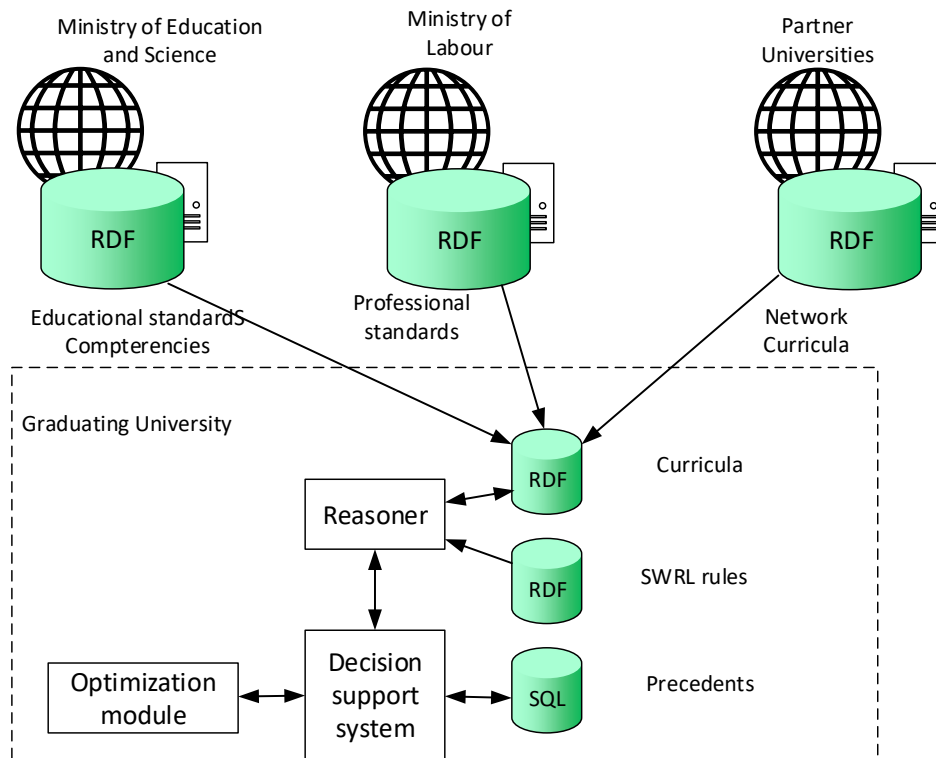 Ministry of Education
and Science
Ministry of
Labour
Partner
Universities
RDF
RDF
RDF
Educational standardS
Compterencies
Professional
standards
Network
Curricula
Graduating University
RDF
Curricula
Reasoner
RDF
SWRL rules
Optimization
module
Decision
support
system
SQL
Precedents